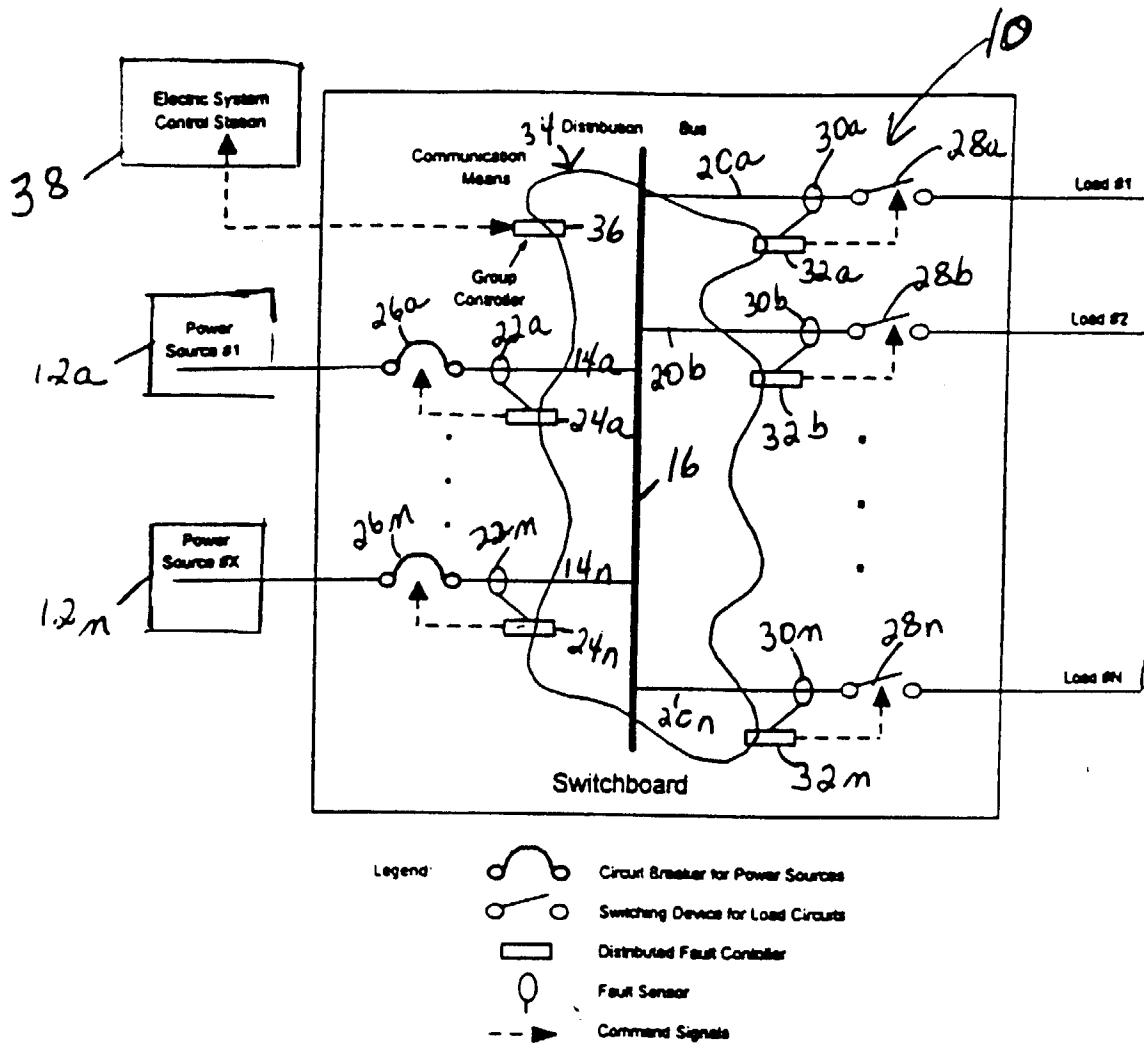 10
Electric System
Control Station
38
34
Distribution Bus
Communication
Means
30a
28a
20a
Load #1
36
32a
Group
Controller
30b
28b
Load #2
Power
Source #1
12a
26a
22a
14a
20b
24a
32b
16
Power
Source #X
12n
26n
22n
14n
24n
30n
28n
Load #N
20n
32n
Switchboard
Legend:
Circuit Breaker for Power Sources
Switching Device for Load Circuits
Distributed Fault Controller
Fault Sensor
Command Signals